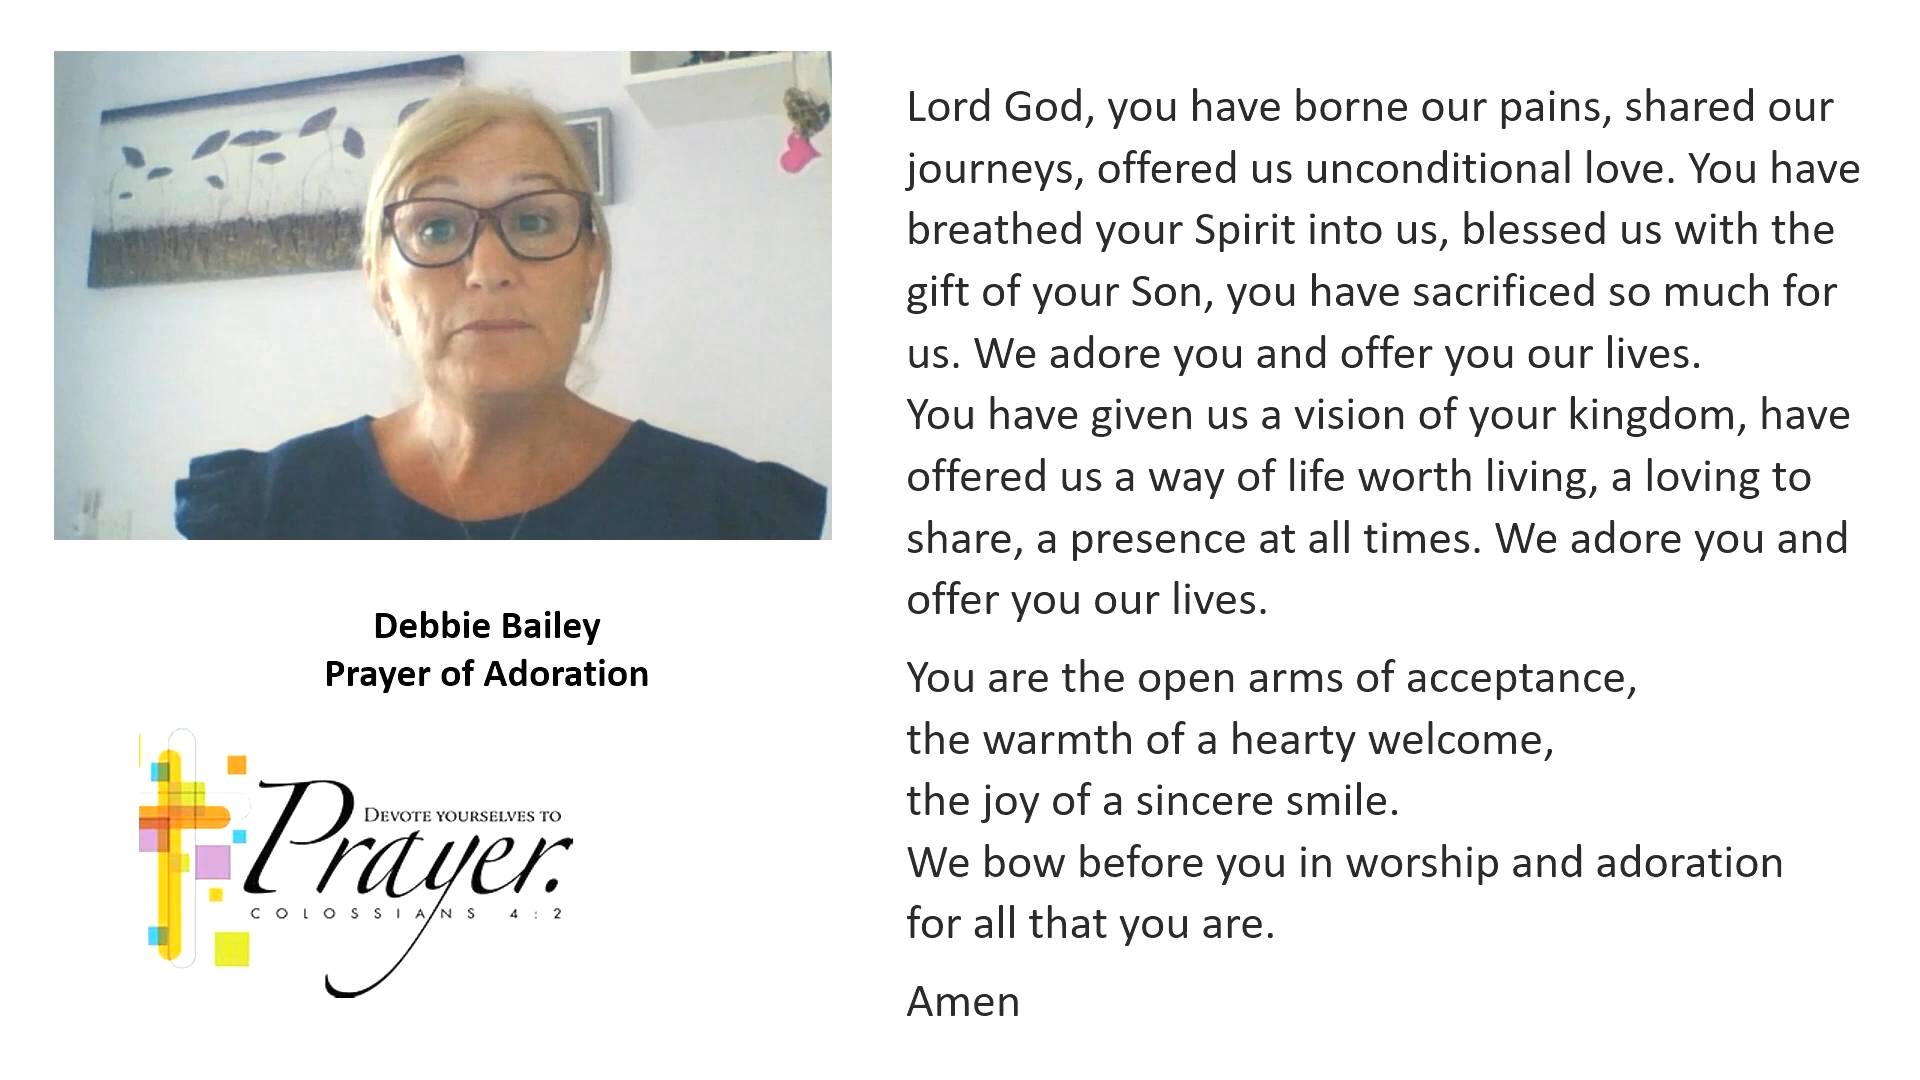 Lord God, you have borne our pains, shared our
journeys, offered us unconditional love. You have
breathed your Spirit into us, blessed us with the
gift of your Son, you have sacrificed so much for
us. We adore you and offer you our lives.
You have given us a vision of your kingdom, have
offered us a way of life worth living, a loving to
share, a presence at all times. We adore you and
offer you our lives.
You are the open arms of acceptance,
the warmth of a hearty welcome,
the joy of a sincere smile.
We bow before you in worship and adoration
for all that you are.
Amen
Debbie Bailey
Prayer of Adoration
DEVOTE YOURSELVES TO
Prayer.
COLOSSIANS 4:2